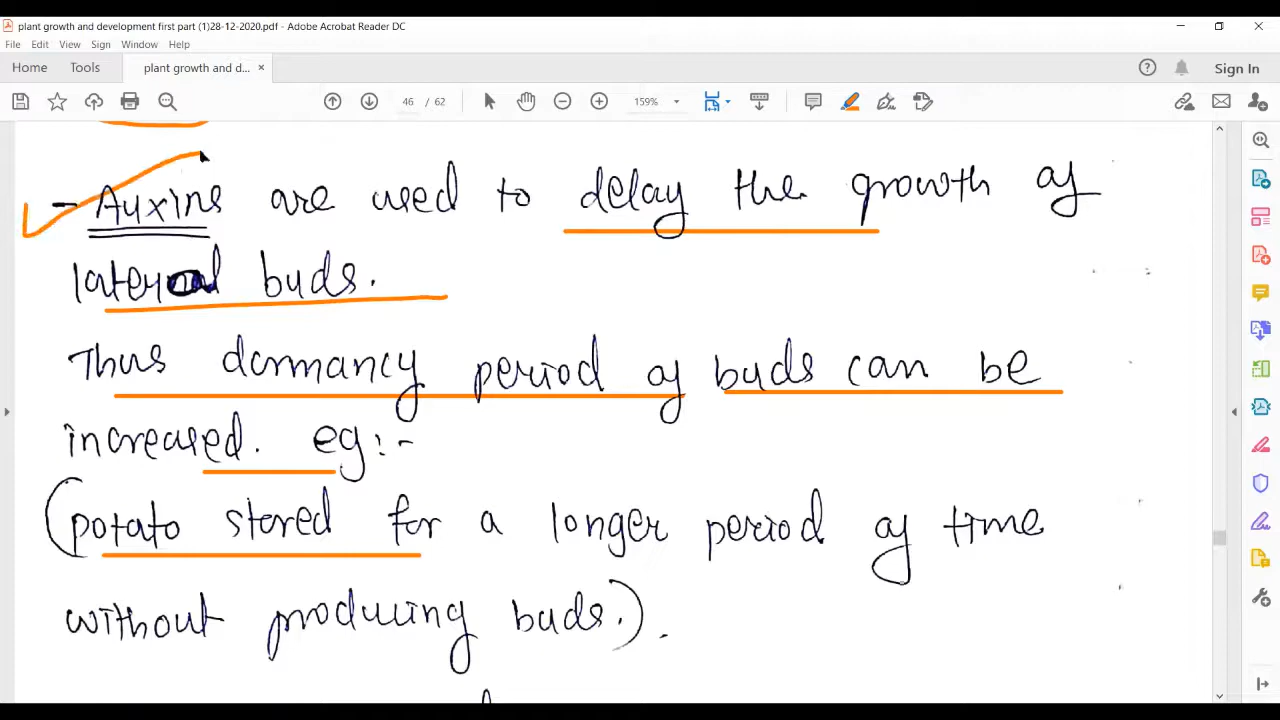 plant growth and development first part (1)28-12-2020.pdf - Adobe Acrobat Reader DC
File Edit View Sign Window Help
Home Tools plant growth and d... × Sign In
46 / 62 159%
- Auxins are used to delay the growth of
lateral buds.
Thus dormancy period of buds can be
increased. eg:-
(potato stored for a longer period of time
without producing buds.).